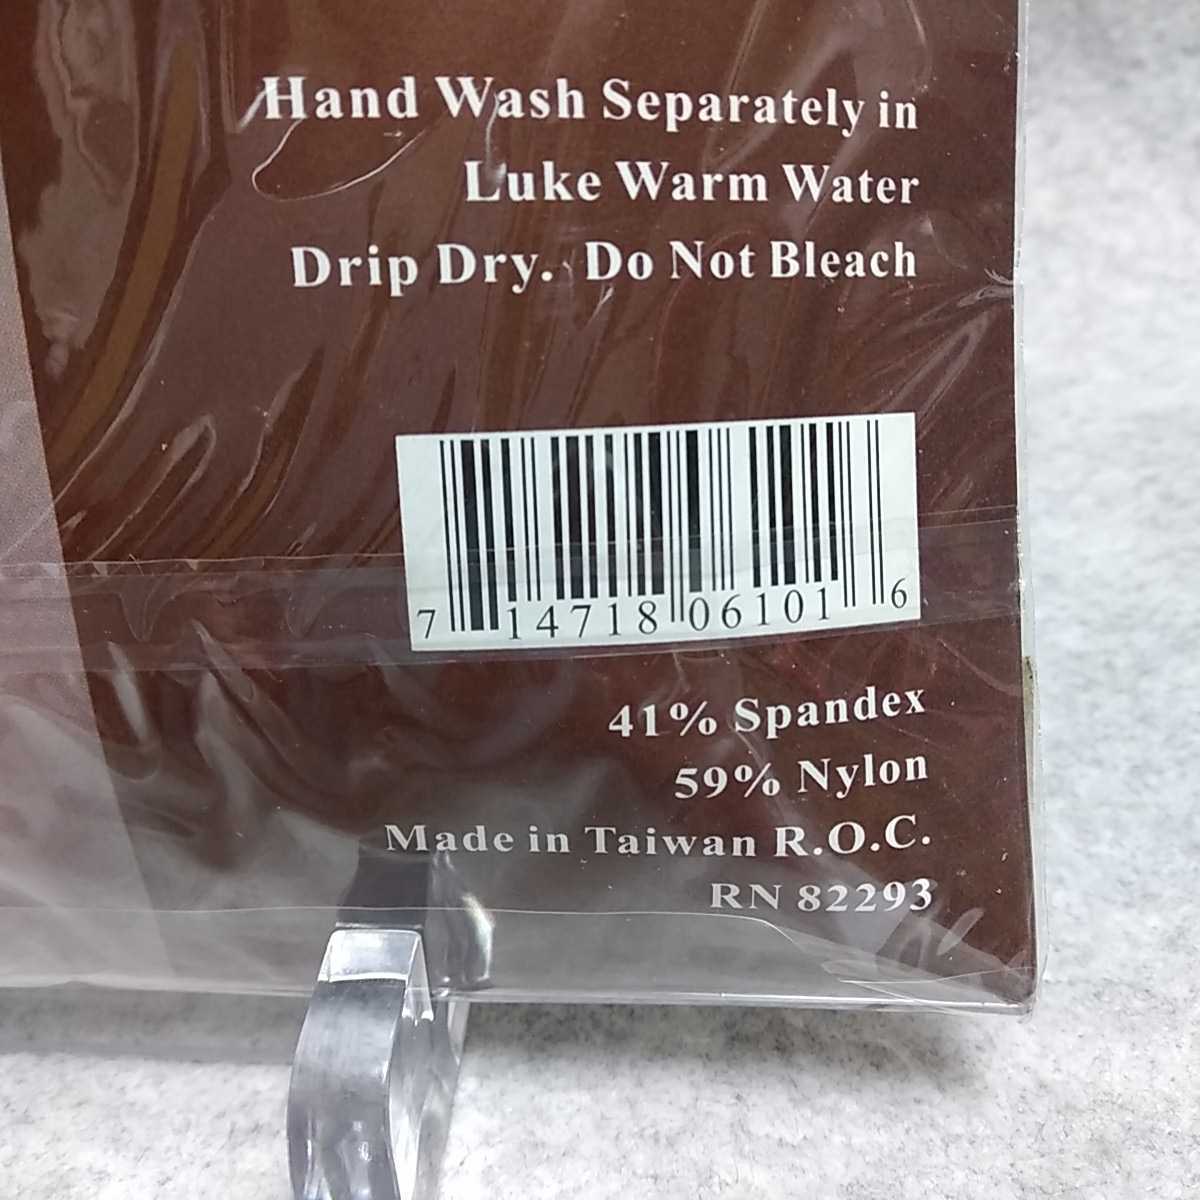 Hand Wash Separately in
Luke Warm Water
Drip Dry. Do Not Bleach
7 14718 06101 6
41% Spandex
59% Nylon
Made in Taiwan R.O.C.
RN 82293